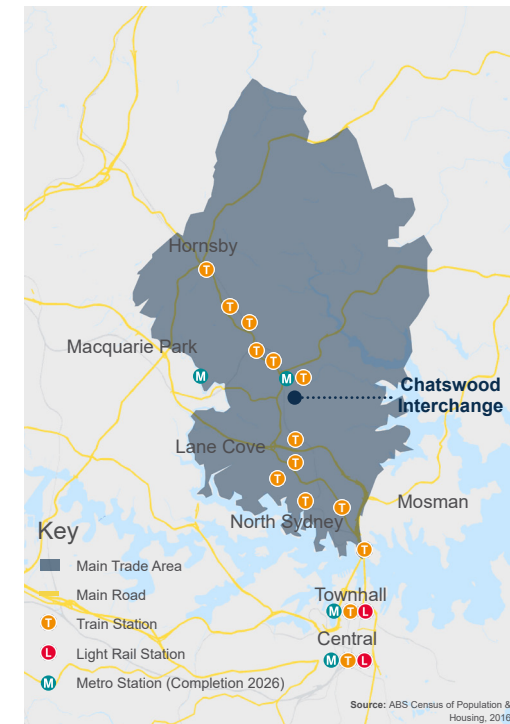 Hornsby
T
T
T
T
T
Macquarie Park
M
M T
Chatswood
Interchange
T
Lane Cove
T
T
T
T
Mosman
North Sydney
Key
T
Main Trade Area
Main Road
Townhall
M T L
T Train Station
Central
L Light Rail Station
M T L
M Metro Station (Completion 2026)
Source: ABS Census of Population &
Housing, 2016